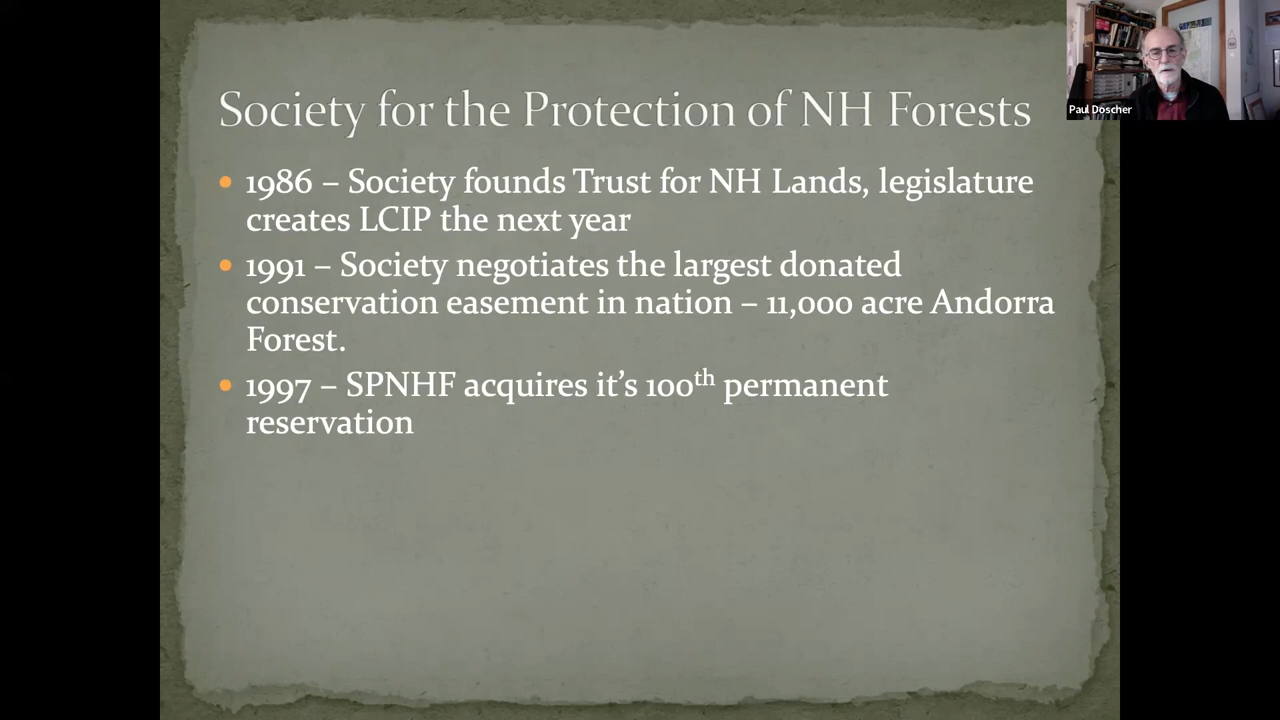 Society for the Protection of NH Forests
Paul Doscher
• 1986 – Society founds Trust for NH Lands, legislature
creates LCIP the next year
• 1991 – Society negotiates the largest donated
conservation easement in nation – 11,000 acre Andorra
Forest.
• 1997 – SPNHF acquires it’s 100th permanent
reservation